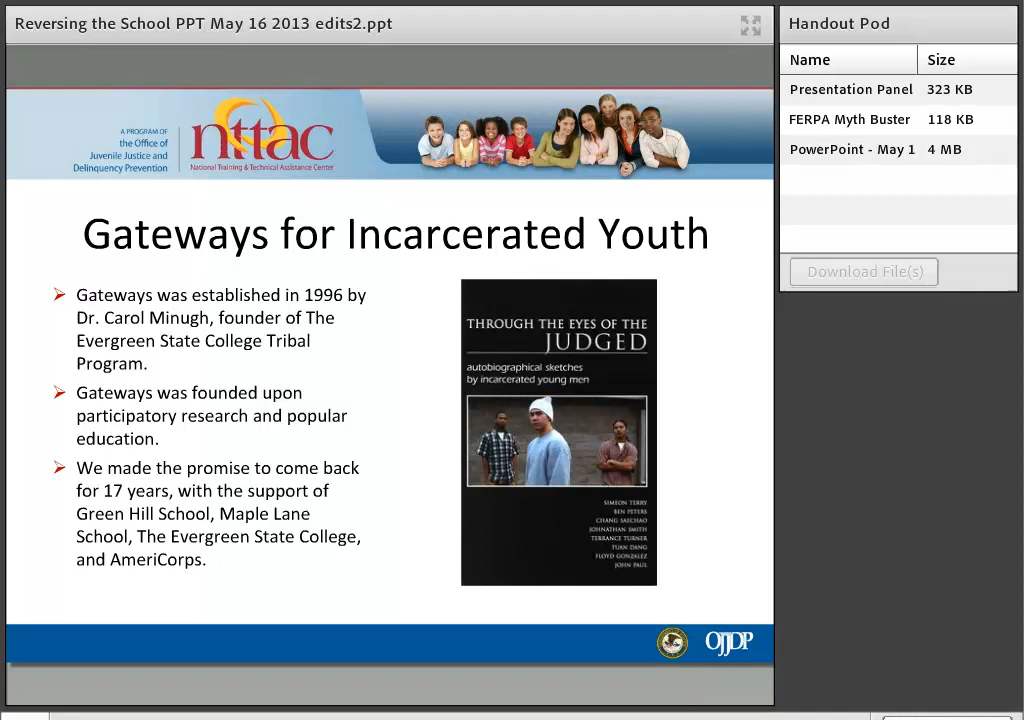 Reversing the School PPT May 16 2013 edits2.ppt
A PROGRAM OF
the Office of
Juvenile Justice and
Delinquency Prevention
nttac
National Training & Technical Assistance Center
Gateways for Incarcerated Youth
➢ Gateways was established in 1996 by
Dr. Carol Minugh, founder of The
Evergreen State College Tribal
Program.
➢ Gateways was founded upon
participatory research and popular
education.
➢ We made the promise to come back
for 17 years, with the support of
Green Hill School, Maple Lane
School, The Evergreen State College,
and AmeriCorps.
THROUGH THE EYES OF THE
JUDGED
autobiographical sketches
by incarcerated young men
SIMEON TERRY
BEN PETERS
CHANG SAECHAO
JOHNATHAN SMITH
TERRANCE TURNER
TUAN DANG
FLOYD GONZALEZ
JOHN PAUL
OJJDP
Handout Pod
Name Size
Presentation Panel 323 KB
FERPA Myth Buster 118 KB
PowerPoint - May 1 4 MB
Download File(s)